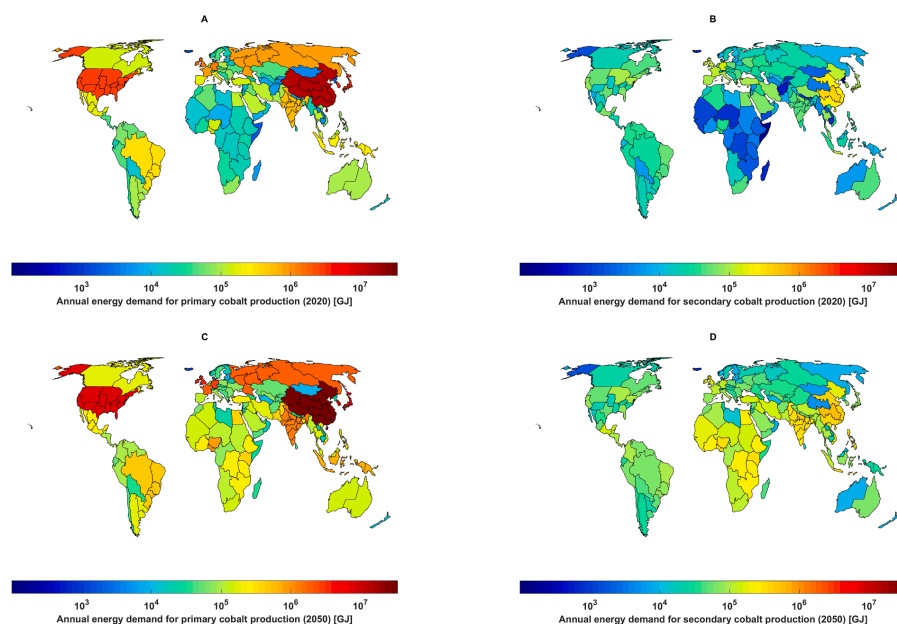 A
B
10³ 10⁴ 10⁵ 10⁶ 10⁷
Annual energy demand for primary cobalt production (2020) [GJ]
10³ 10⁴ 10⁵ 10⁶ 10⁷
Annual energy demand for secondary cobalt production (2020) [GJ]
C
D
10³ 10⁴ 10⁵ 10⁶ 10⁷
Annual energy demand for primary cobalt production (2050) [GJ]
10³ 10⁴ 10⁵ 10⁶ 10⁷
Annual energy demand for secondary cobalt production (2050) [GJ]